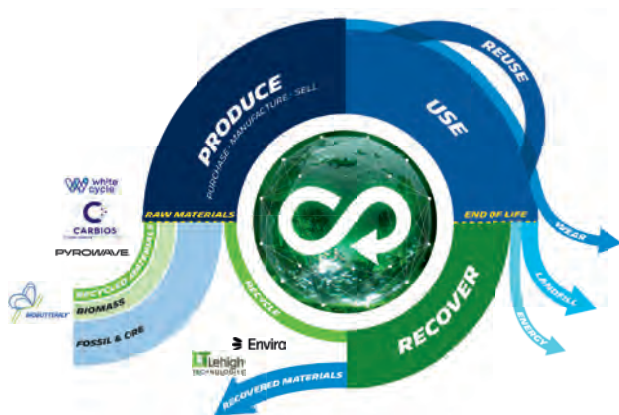 REUSE
PRODUCE
PURCHASE - MANUFACTURE - SELL
USE
white
cycle
CARBIOS
PYROWAVE
RAW MATERIALS
END OF LIFE
WEAR
RECYCLED MATERIALS
LANDFILL
BIOBUTTERFLY
BIOMASS
RECYCLE
RECOVER
ENERGY
FOSSIL & ORE
Envira
Lehigh
TECHNOLOGIES
RECOVERED MATERIALS